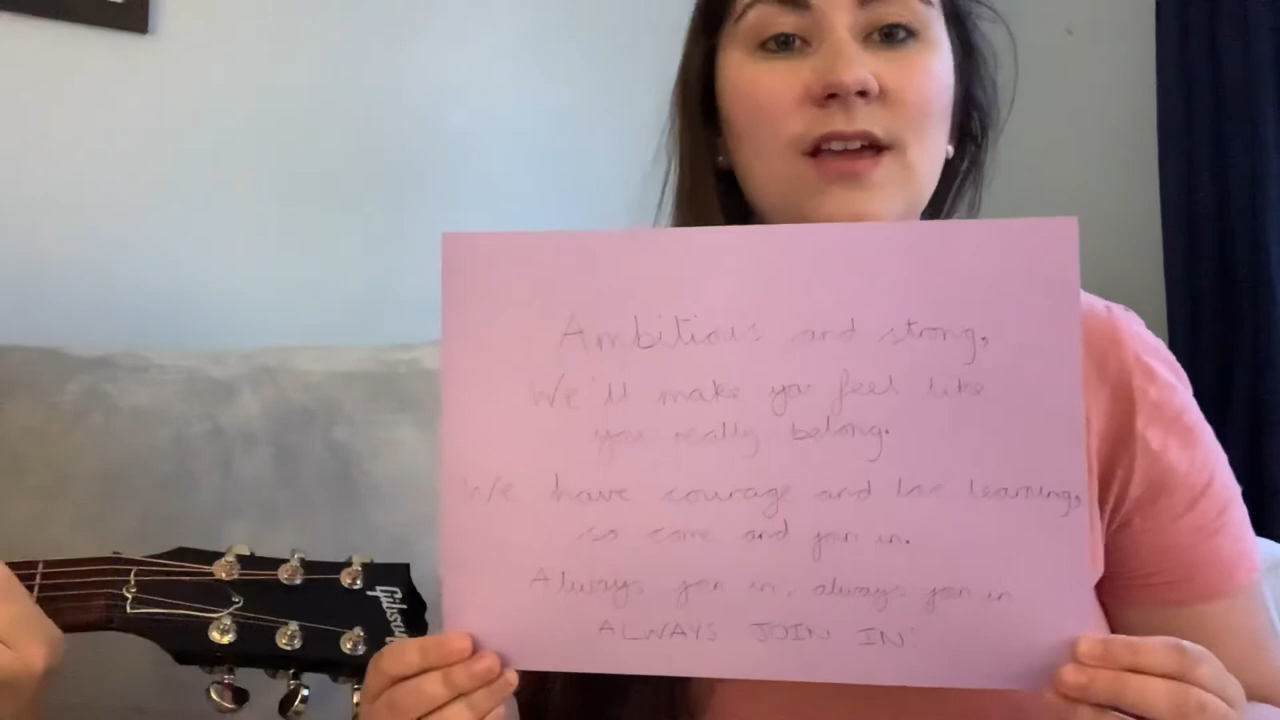 Ambitious and strong,
We'll make you feel like
you really belong.
We have courage and love learning,
so come and join in.
Always join in, always join in
ALWAYS JOIN IN!
Gibson